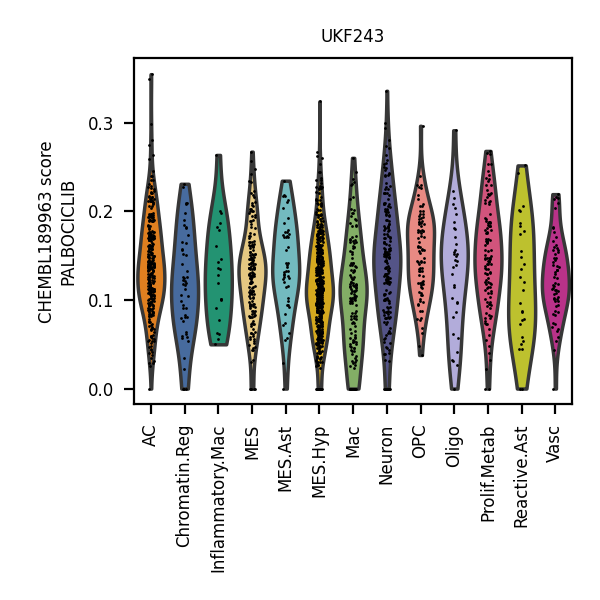 UKF243
CHEMBL189963 score
PALBOCICLIB
0.3
0.2
0.1
0.0
AC
Chromatin.Reg
Inflammatory.Mac
MES
MES.Ast
MES.Hyp
Mac
Neuron
OPC
Oligo
Prolif.Metab
Reactive.Ast
Vasc